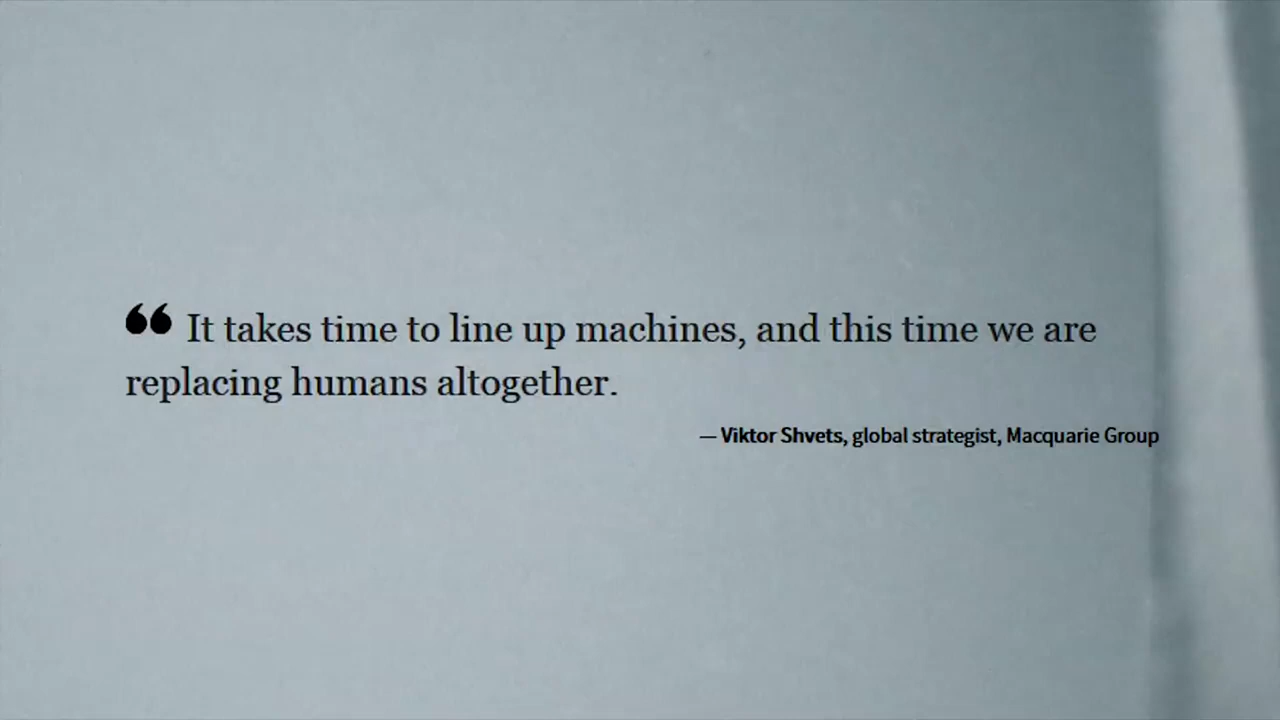 ❝ It takes time to line up machines, and this time we are
replacing humans altogether.
— Viktor Shvets, global strategist, Macquarie Group